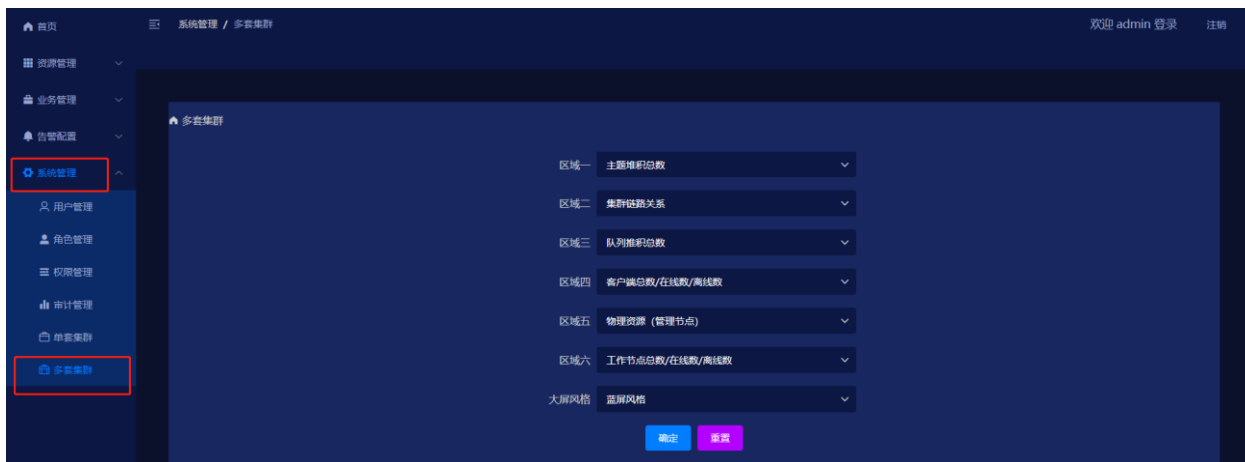 首页
系统管理 / 多套集群
欢迎 admin 登录
注销
资源管理
业务管理
告警配置
系统管理
用户管理
角色管理
权限管理
审计管理
单套集群
多套集群
多套集群
区域一 主题堆积总数
区域二 集群链路关系
区域三 队列堆积总数
区域四 客户端总数/在线数/离线数
区域五 物理资源（管理节点）
区域六 工作节点总数/在线数/离线数
大屏风格 蓝屏风格
确定 重置